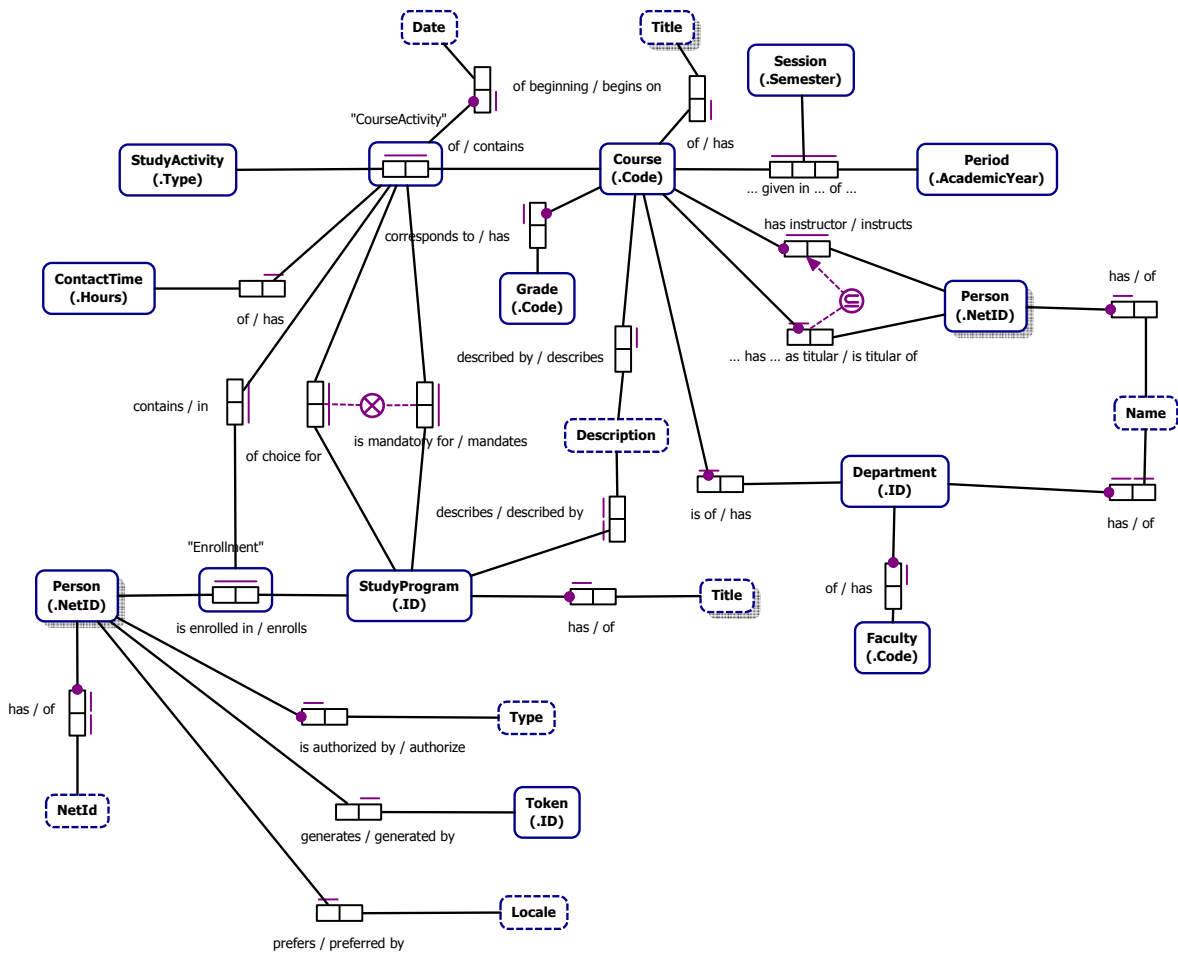 Date
Title
Session
(.Semester)
of beginning / begins on
"CourseActivity"
of / contains
of / has
StudyActivity
(.Type)
Course
(.Code)
Period
(.AcademicYear)
... given in ... of ...
has instructor / instructs
corresponds to / has
ContactTime
(.Hours)
of / has
Grade
(.Code)
Person
(.NetID)
has / of
described by / describes
... has ... as titular / is titular of
contains / in
is mandatory for / mandates
of choice for
Description
Name
Department
(.ID)
describes / described by
is of / has
has / of
"Enrollment"
Person
(.NetID)
StudyProgram
(.ID)
Title
of / has
is enrolled in / enrolls
has / of
Faculty
(.Code)
has / of
Type
is authorized by / authorize
NetId
Token
(.ID)
generates / generated by
Locale
prefers / preferred by